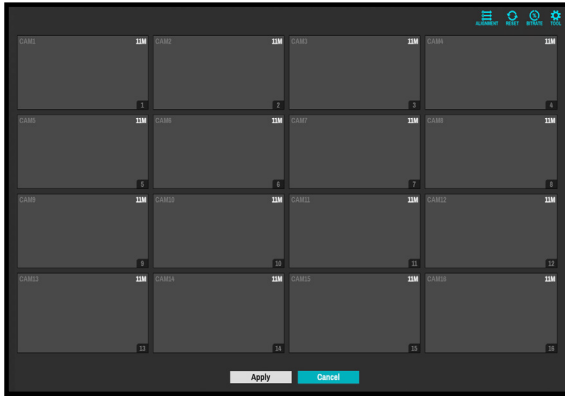 ALIGNMENT RESET BITRATE TOOL
CAM1 11M CAM2 11M CAM3 11M CAM4 11M
1 2 3 4
CAM5 11M CAM6 11M CAM7 11M CAM8 11M
5 6 7 8
CAM9 11M CAM10 11M CAM11 11M CAM12 11M
9 10 11 12
CAM13 11M CAM14 11M CAM15 11M CAM16 11M
13 14 15 16
Apply Cancel